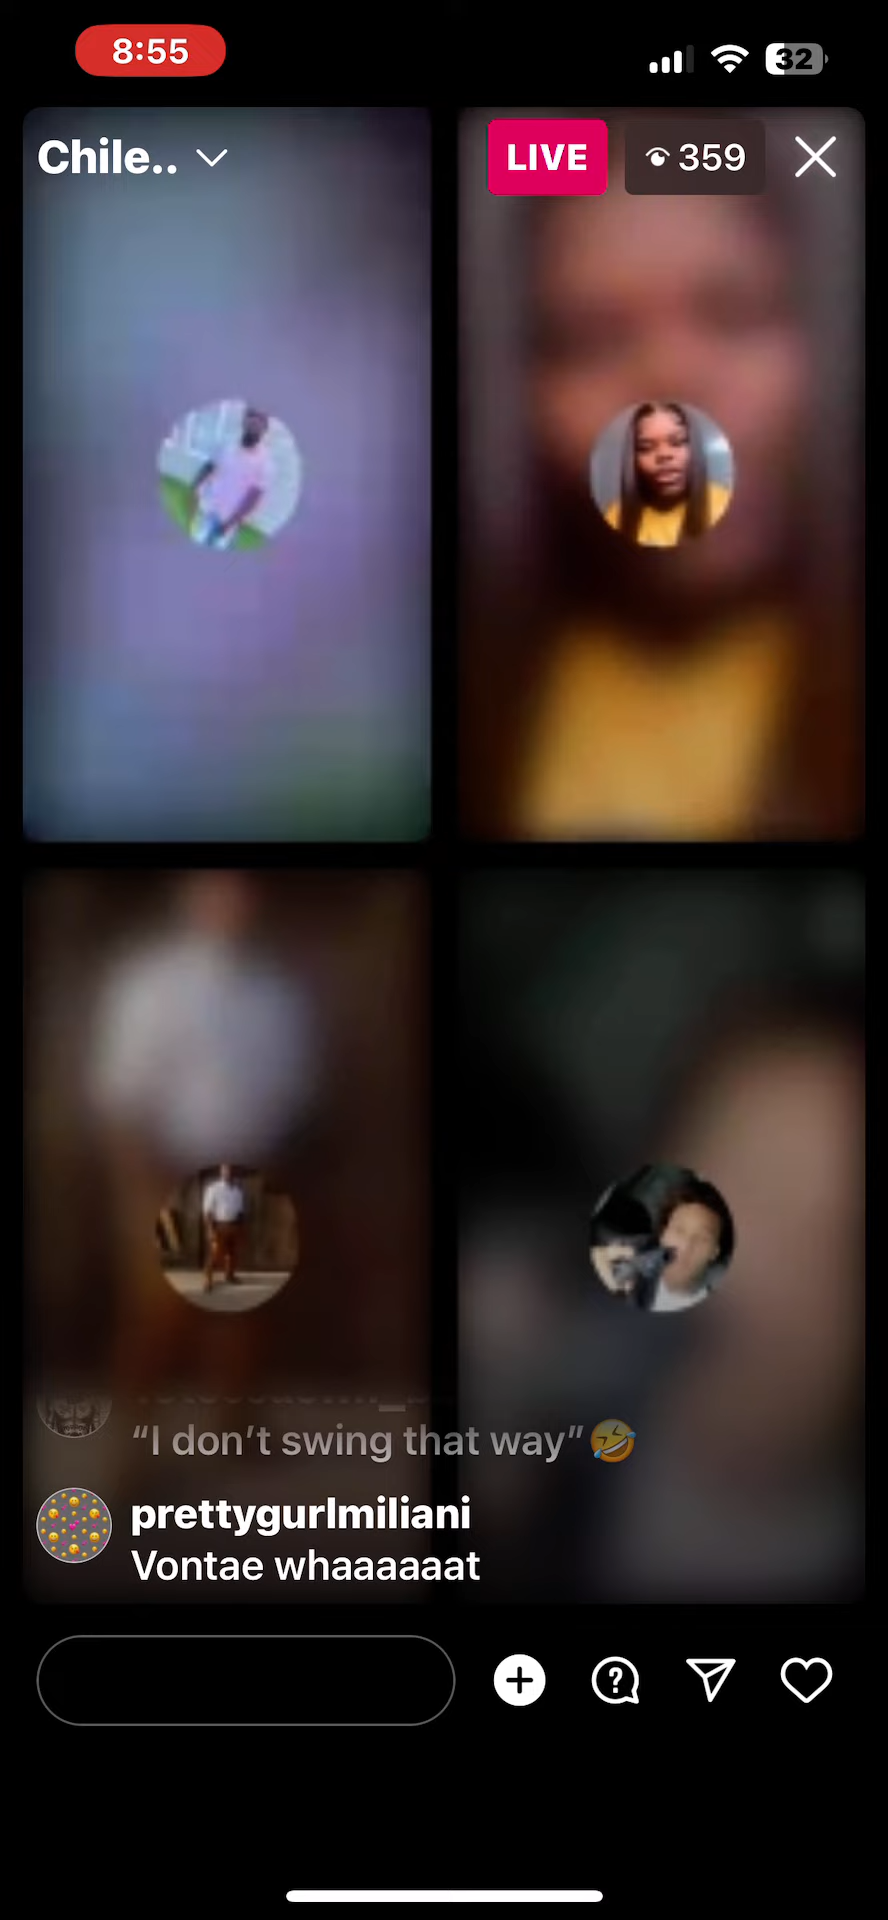 8:55
32
Chile..
LIVE
359
“I don’t swing that way”🤣
prettygurlmiliani
Vontae whaaaaaat